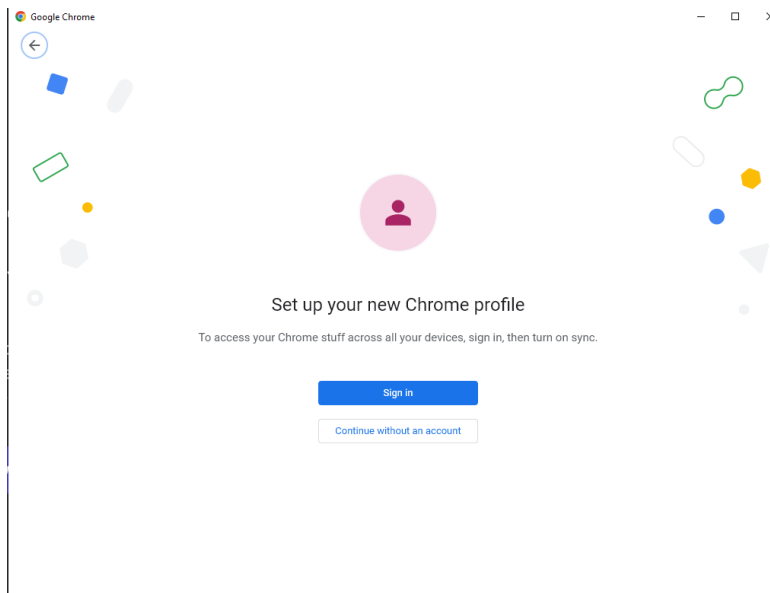 Google Chrome
Set up your new Chrome profile
To access your Chrome stuff across all your devices, sign in, then turn on sync.
Sign in
Continue without an account